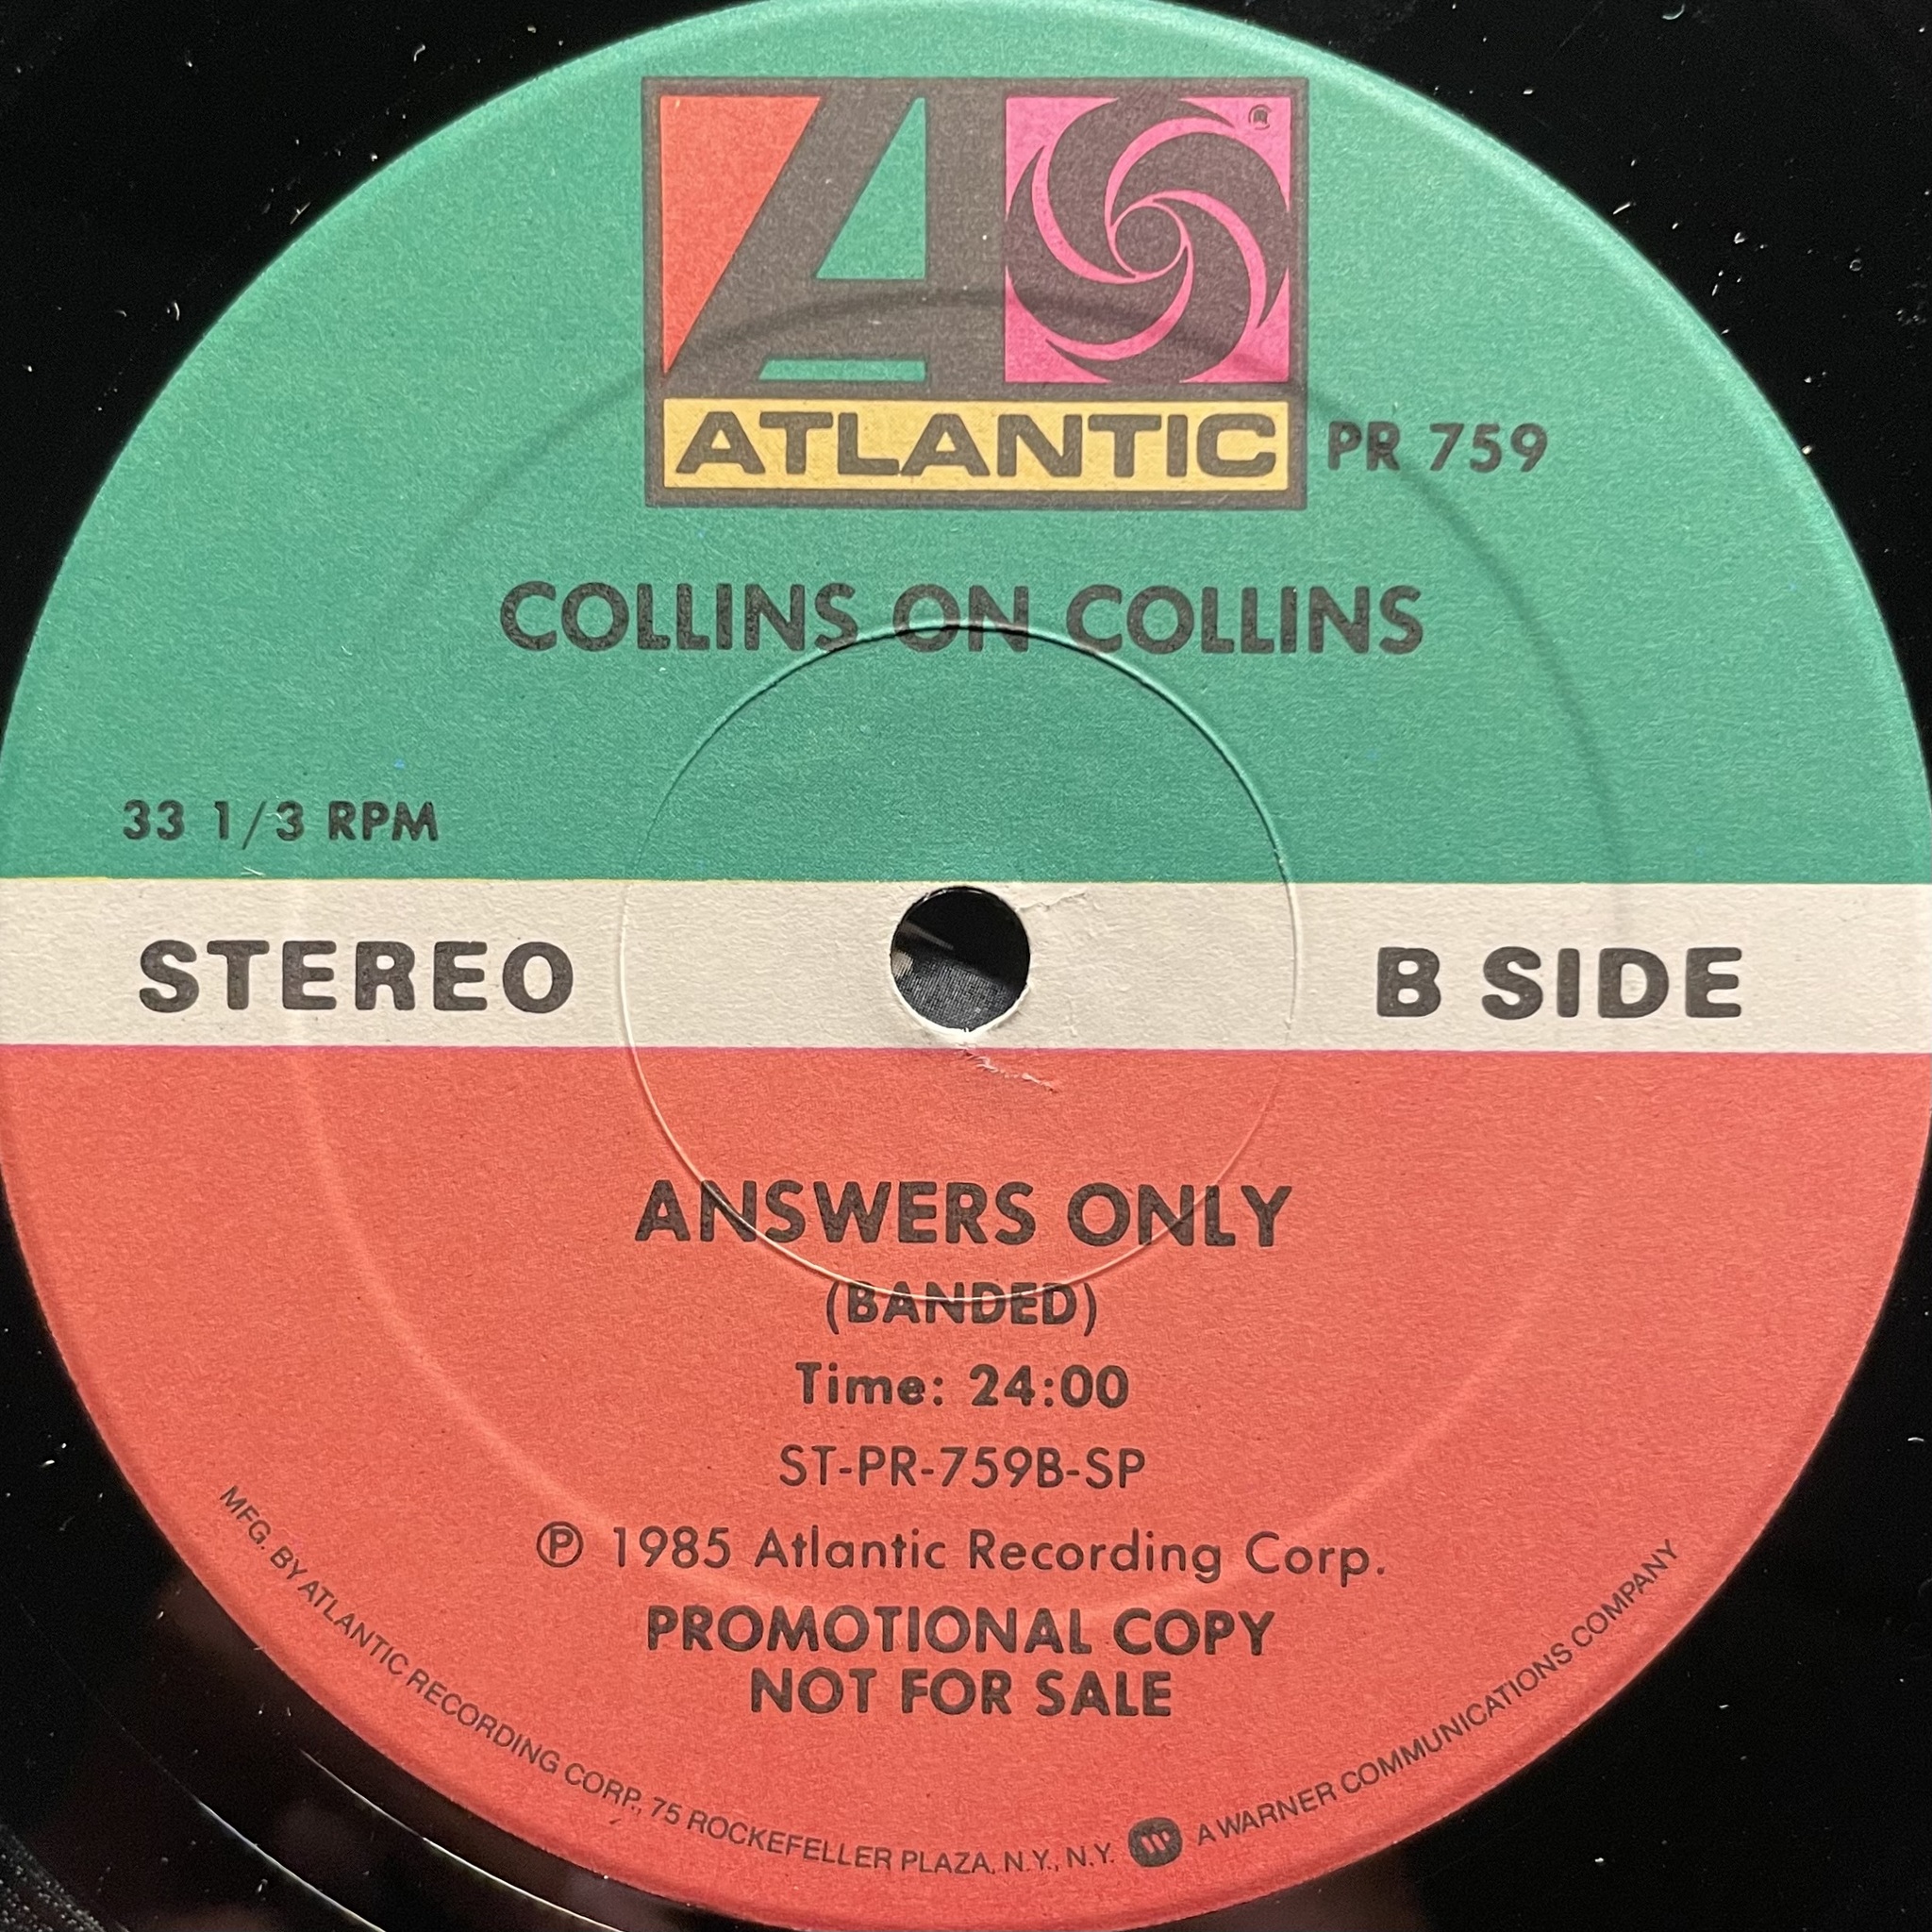 ATLANTIC
PR 759
COLLINS ON COLLINS
33 1/3 RPM
STEREO
B SIDE
ANSWERS ONLY
(BANDED)
Time: 24:00
ST-PR-759B-SP
℗ 1985 Atlantic Recording Corp.
PROMOTIONAL COPY
NOT FOR SALE
MFG. BY ATLANTIC RECORDING CORP., 75 ROCKEFELLER PLAZA, N.Y., N.Y. A WARNER COMMUNICATIONS COMPANY